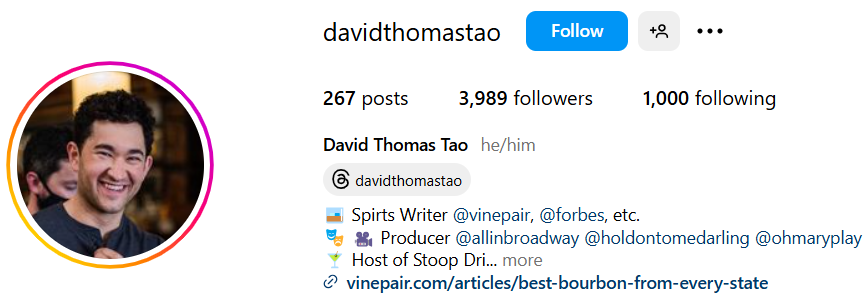 davidthomastao Follow
267 posts 3,989 followers 1,000 following
David Thomas Tao he/him
davidthomastao
Spirts Writer @vinepair, @forbes, etc.
Producer @allinbroadway @holdontomedarling @ohmaryplay
Host of Stoop Dri... more
vinepair.com/articles/best-bourbon-from-every-state